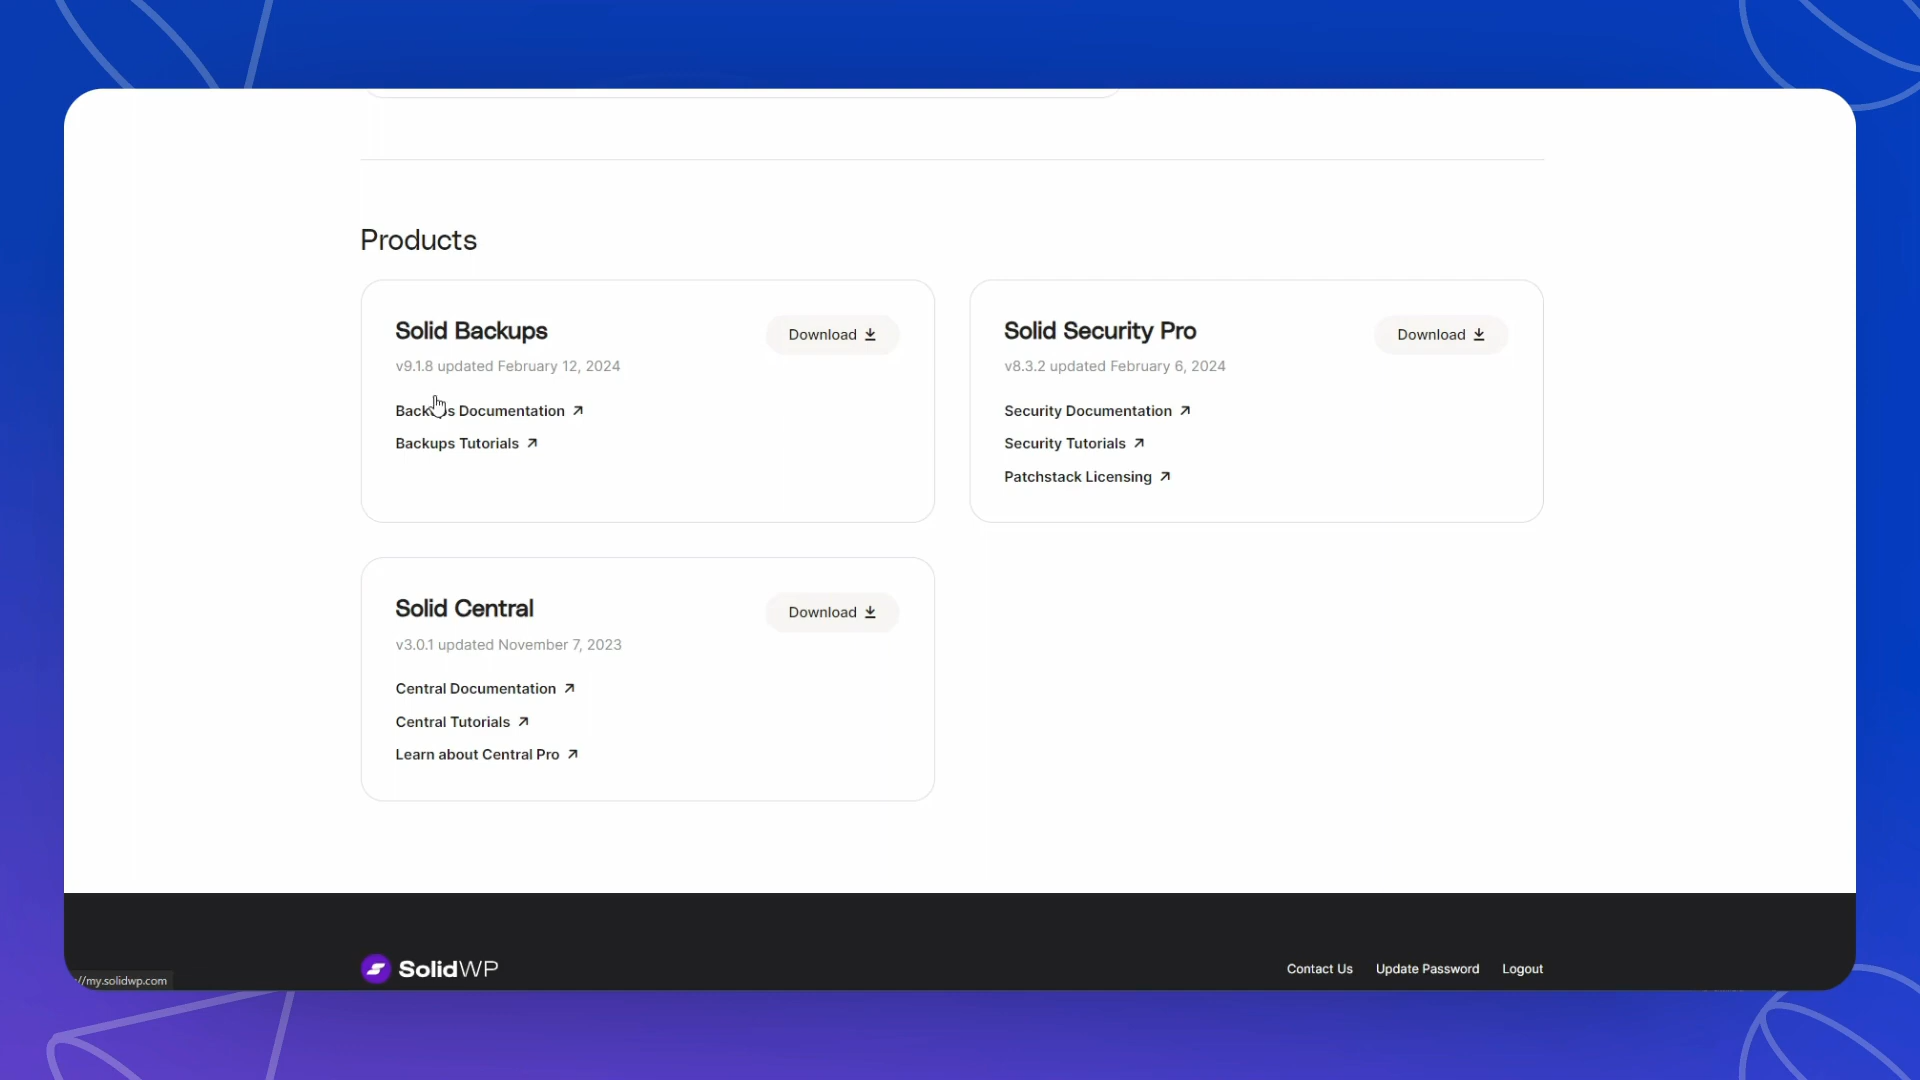 Products
Solid Backups
Download
v9.1.8 updated February 12, 2024
Backups Documentation
Backups Tutorials
Solid Security Pro
Download
v8.3.2 updated February 6, 2024
Security Documentation
Security Tutorials
Patchstack Licensing
Solid Central
Download
v3.0.1 updated November 7, 2023
Central Documentation
Central Tutorials
Learn about Central Pro
SolidWP
Contact Us Update Password Logout
://my.solidwp.com